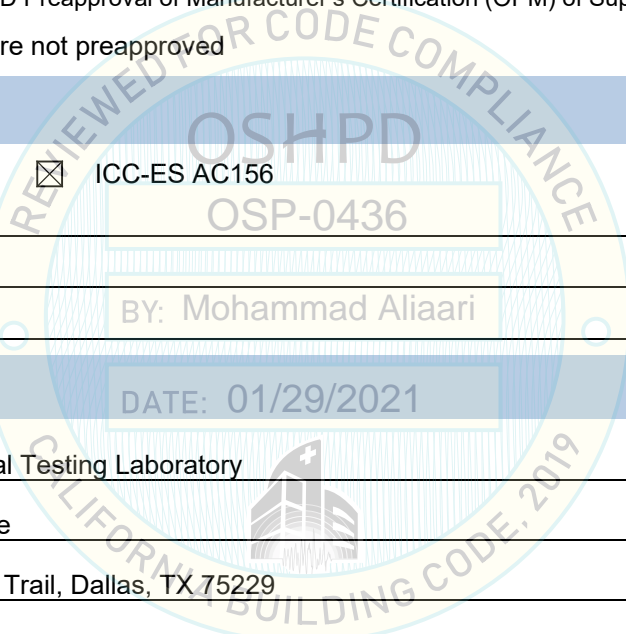 D Preapproval of Manufacturer's Certification (OPM) of Sup
re not preapproved
REVIEWED FOR CODE COMPLIANCE
OSHPD
☒ ICC-ES AC156
OSP-0436
BY: Mohammad Aliaari
DATE: 01/29/2021
al Testing Laboratory
e
Trail, Dallas, TX 75229
CALIFORNIA BUILDING CODE, 2019